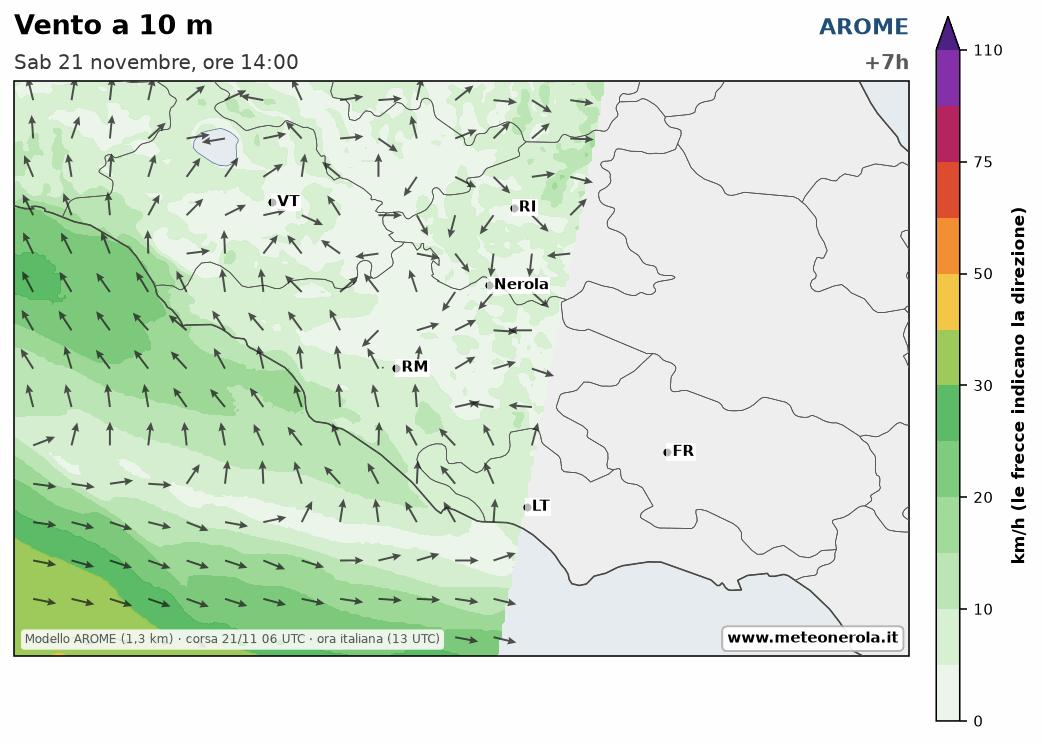 Vento a 10 m
AROME
Sab 21 novembre, ore 14:00
+7h
110
75
50
30
20
10
0
km/h (le frecce indicano la direzione)
VT
RI
Nerola
RM
FR
LT
Modello AROME (1,3 km) · corsa 21/11 06 UTC · ora italiana (13 UTC)
www.meteonerola.it